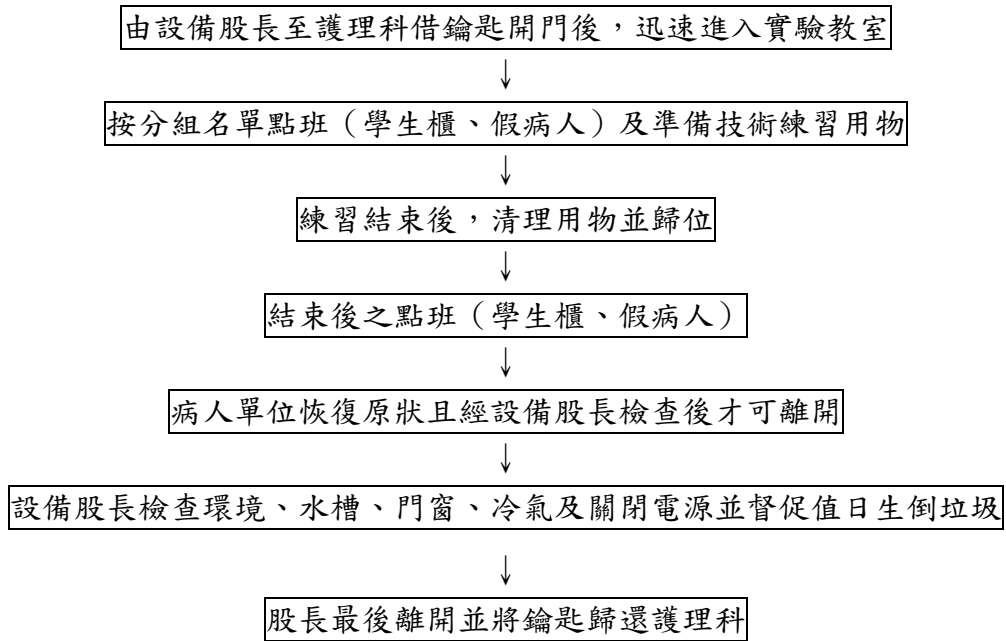 由設備股長至護理科借鑰匙開門後，迅速進入實驗教室
↓
按分組名單點班（學生櫃、假病人）及準備技術練習用物
↓
練習結束後，清理用物並歸位
↓
結束後之點班（學生櫃、假病人）
↓
病人單位恢復原狀且經設備股長檢查後才可離開
↓
設備股長檢查環境、水槽、門窗、冷氣及關閉電源並督促值日生倒垃圾
↓
股長最後離開並將鑰匙歸還護理科